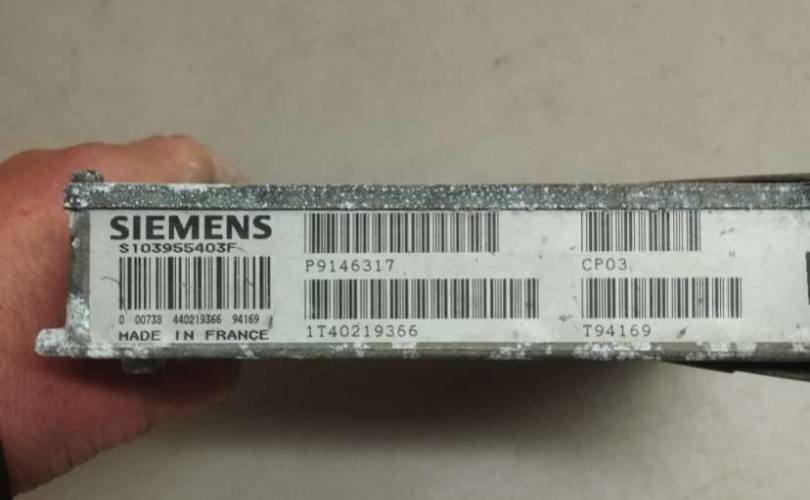 SIEMENS
S103955403F
0 00738 440219366 94169
MADE IN FRANCE
P9146317
1T40219366
CP03
T94169